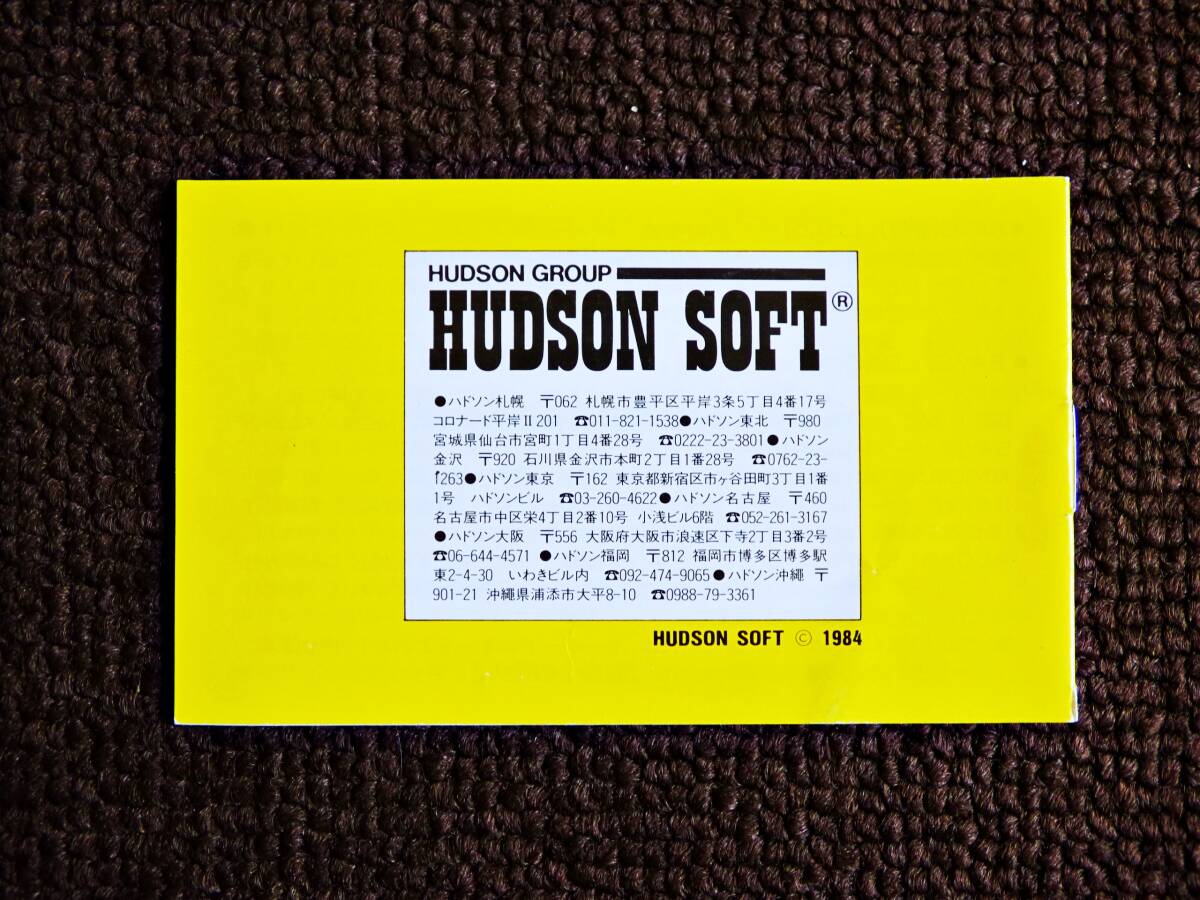 HUDSON GROUP
HUDSON SOFT®
●ハドソン札幌 〒062 札幌市豊平区平岸3条5丁目4番17号
コロナード平岸II 201 ☎011-821-1538●ハドソン東北 〒980
宮城県仙台市宮町1丁目4番28号 ☎0222-23-3801●ハドソン
金沢 〒920 石川県金沢市本町2丁目1番28号 ☎0762-23-
263●ハドソン東京 〒162 東京都新宿区市ヶ谷田町3丁目1番
1号 ハドソンビル ☎03-260-4622●ハドソン名古屋 〒460
名古屋市中区栄4丁目2番10号 小浅ビル6階 ☎052-261-3167
●ハドソン大阪 〒556 大阪府大阪市浪速区下寺2丁目3番2号
☎06-644-4571 ●ハドソン福岡 〒812 福岡市博多区博多駅
東2-4-30 いわきビル内 ☎092-474-9065●ハドソン沖縄 〒
901-21 沖縄県浦添市大平8-10 ☎0988-79-3361
HUDSON SOFT © 1984